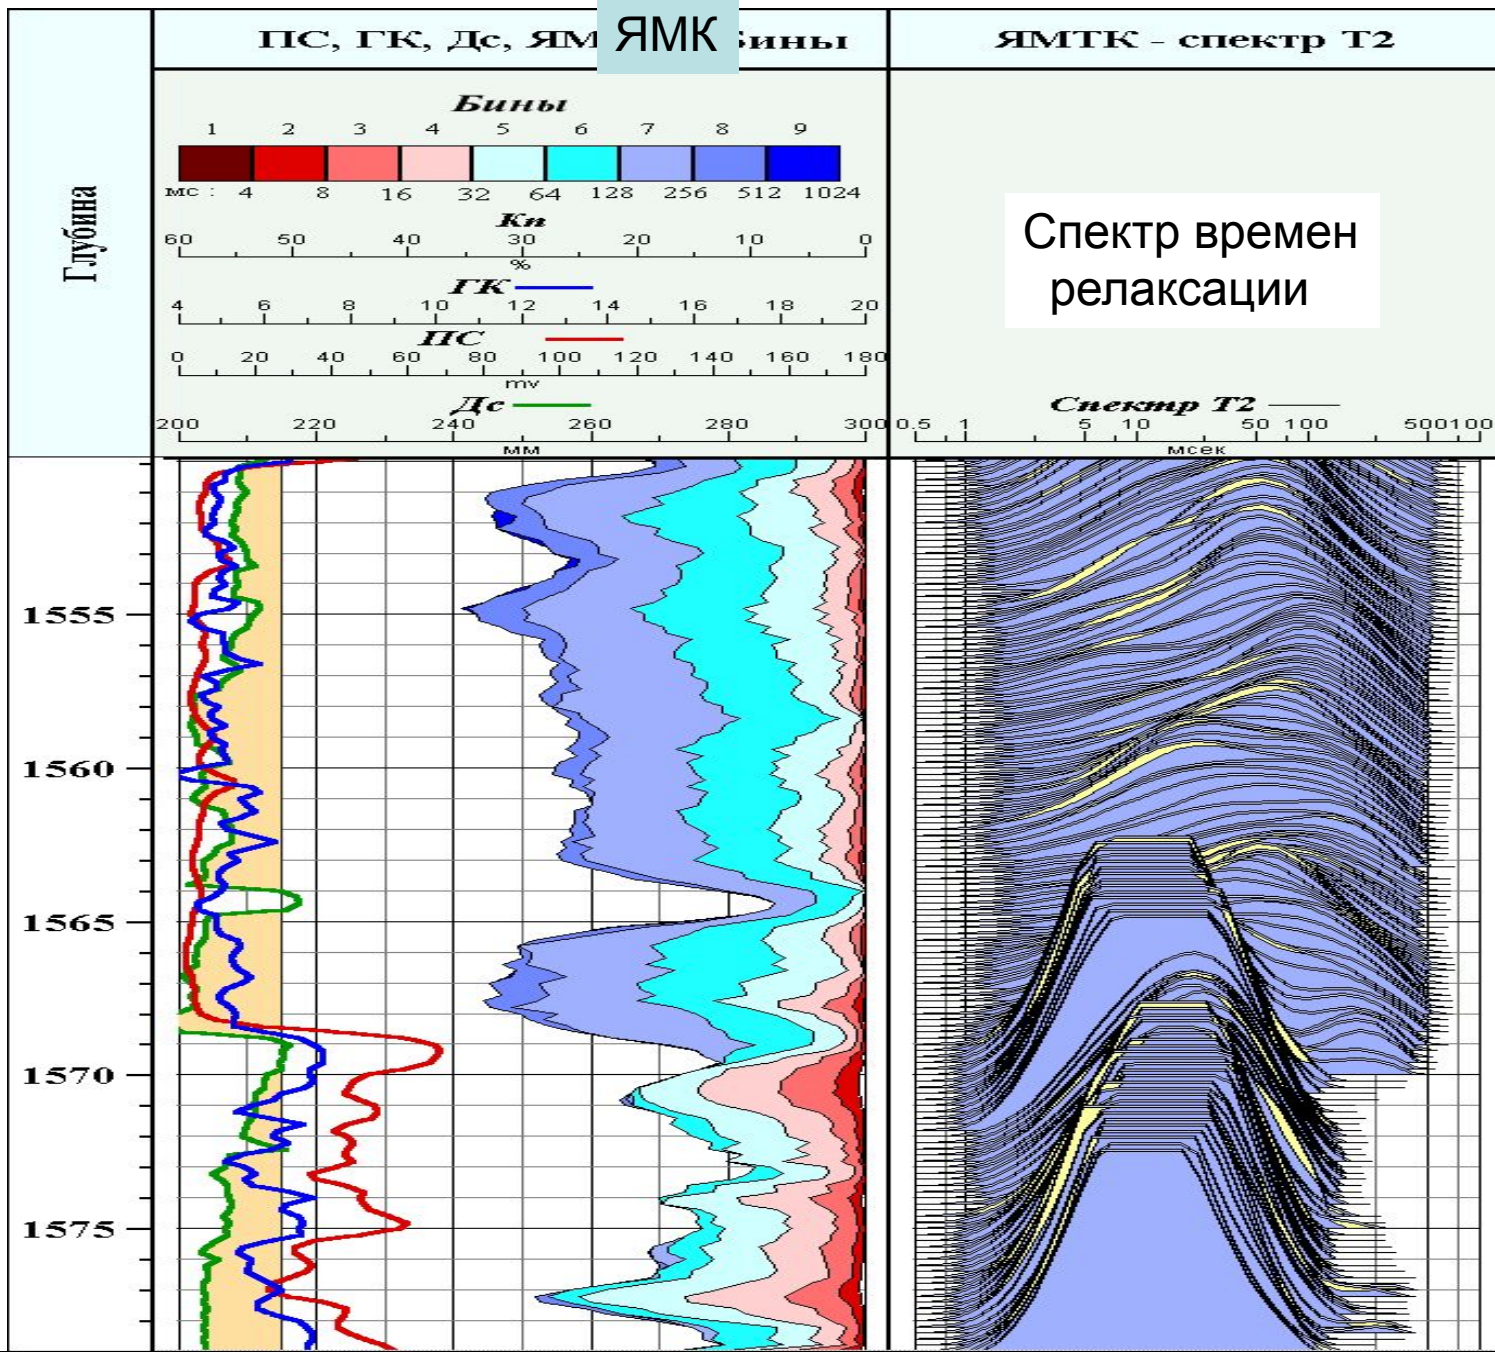 ПС, ГК, Дс, ЯМ ЯМК Бины
ЯМТК - спектр Т2
Глубина
Бины
1 2 3 4 5 6 7 8 9
мс : 4 8 16 32 64 128 256 512 1024
Кп
60 50 40 30 20 10 0
%
ГК
4 6 8 10 12 14 16 18 20
ПС
0 20 40 60 80 100 120 140 160 180
mv
Дс
200 220 240 260 280 300
мм
Спектр времен
релаксации
Спектр Т2
0.5 1 5 10 50 100 500 100
мсек
1555
1560
1565
1570
1575